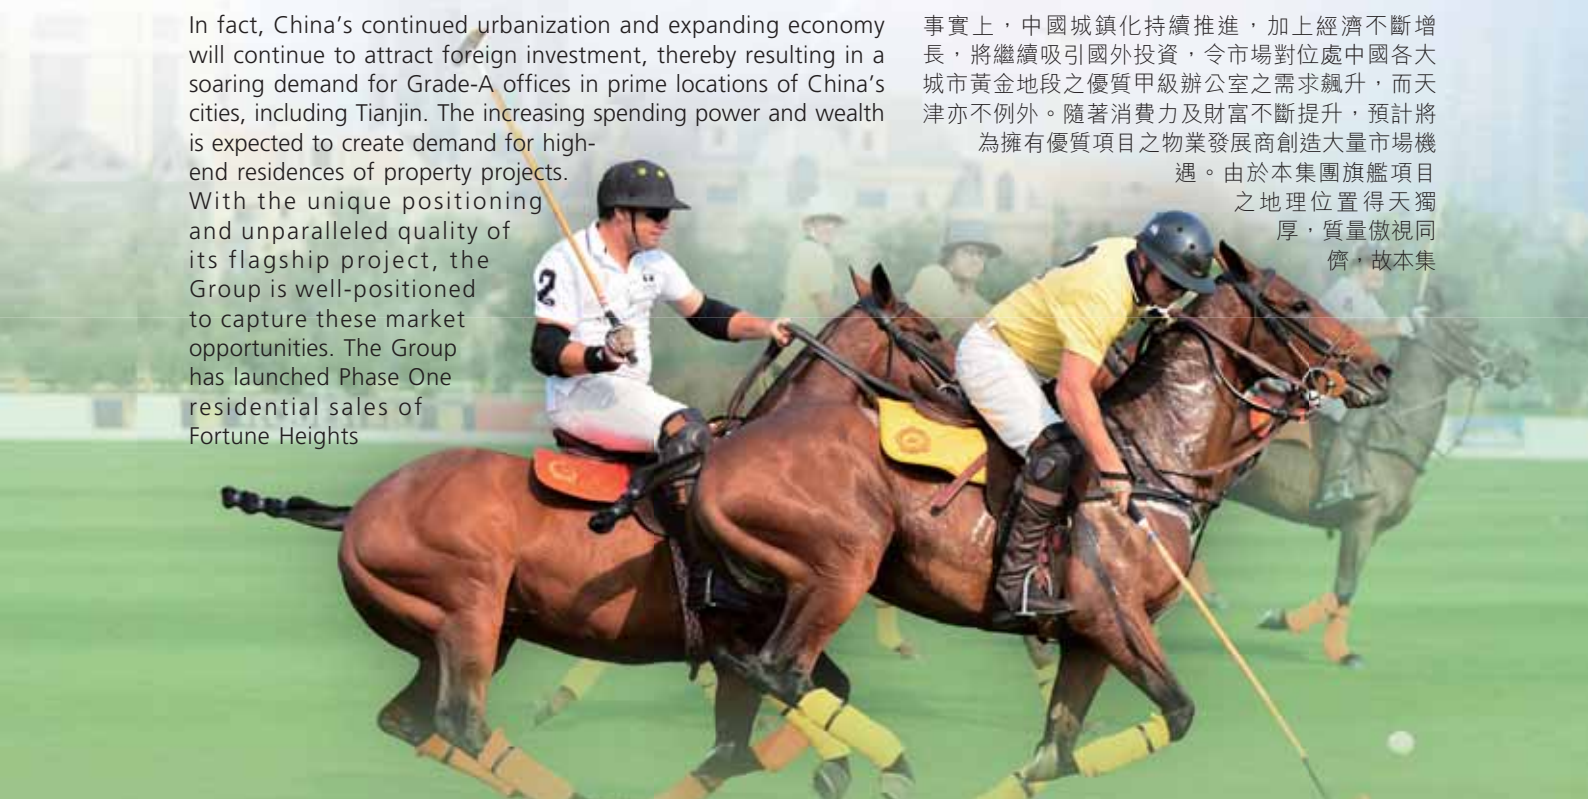 In fact, China's continued urbanization and expanding economy
will continue to attract foreign investment, thereby resulting in a
soaring demand for Grade-A offices in prime locations of China's
cities, including Tianjin. The increasing spending power and wealth
is expected to create demand for high-
end residences of property projects.
With the unique positioning
and unparalleled quality of
its flagship project, the
Group is well-positioned
to capture these market
opportunities. The Group
has launched Phase One
residential sales of
Fortune Heights
事實上，中國城鎮化持續推進，加上經濟不斷增
長，將繼續吸引國外投資，令市場對位處中國各大
城市黃金地段之優質甲級辦公室之需求飆升，而天
津亦不例外。隨著消費力及財富不斷提升，預計將
為擁有優質項目之物業發展商創造大量市場機
遇。由於本集團旗艦項目
之地理位置得天獨
厚，質量傲視同
儕，故本集
2